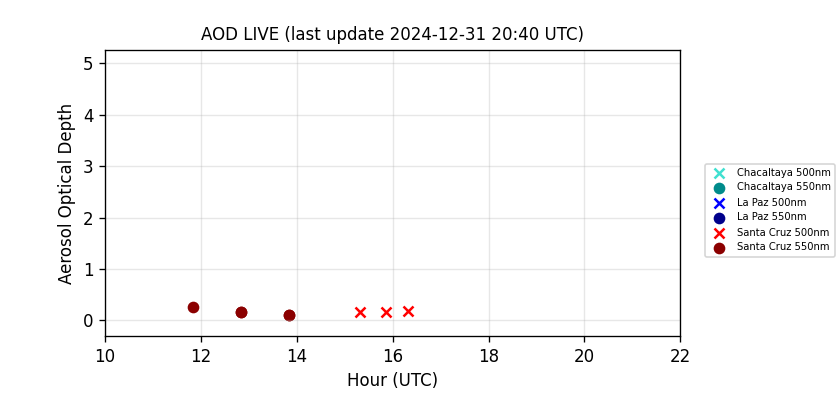 AOD LIVE (last update 2024-12-31 20:40 UTC)
5
4
3
2
1
0
Aerosol Optical Depth
10 12 14 16 18 20 22
Hour (UTC)
Chacaltaya 500nm
Chacaltaya 550nm
La Paz 500nm
La Paz 550nm
Santa Cruz 500nm
Santa Cruz 550nm